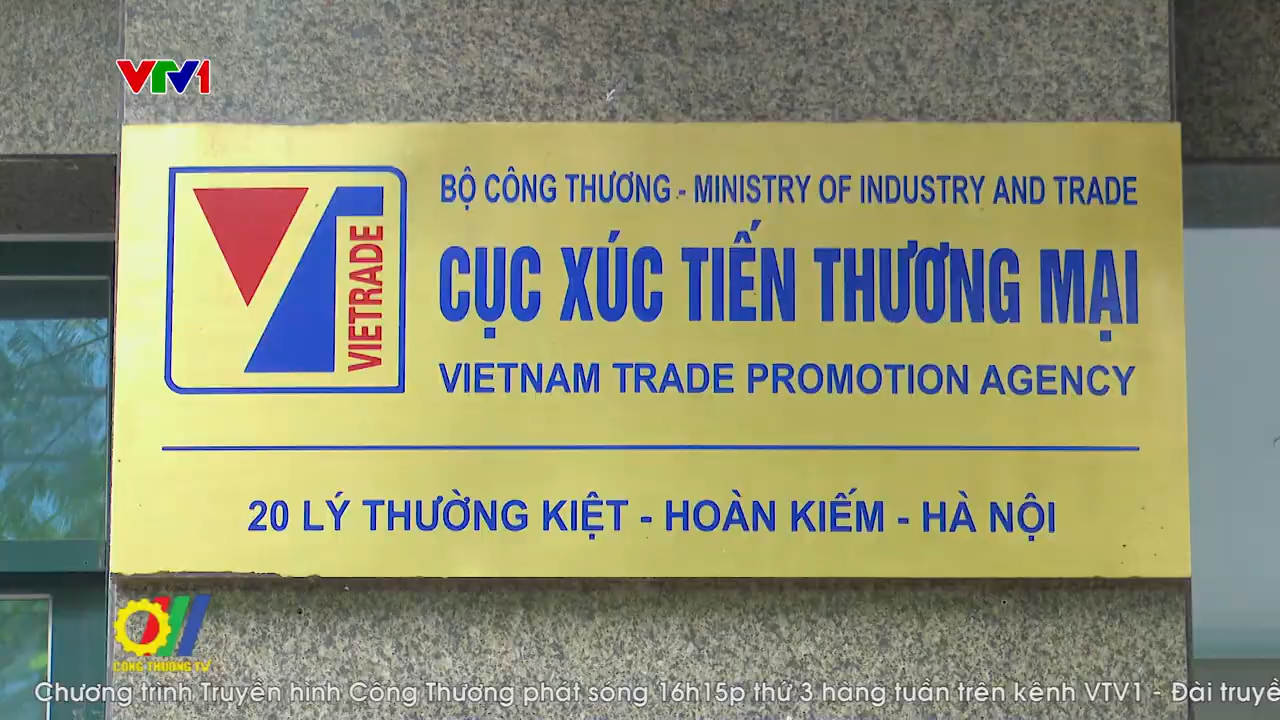 VTV1
BỘ CÔNG THƯƠNG - MINISTRY OF INDUSTRY AND TRADE
CỤC XÚC TIẾN THƯƠNG MẠI
VIETNAM TRADE PROMOTION AGENCY
VIETRADE
20 LÝ THƯỜNG KIỆT - HOÀN KIẾM - HÀ NỘI
CÔNG THƯƠNG TV
Chương trình Truyền hình Công Thương phát sóng 16h15p thứ 3 hàng tuần trên kênh VTV1 - Đài truyề